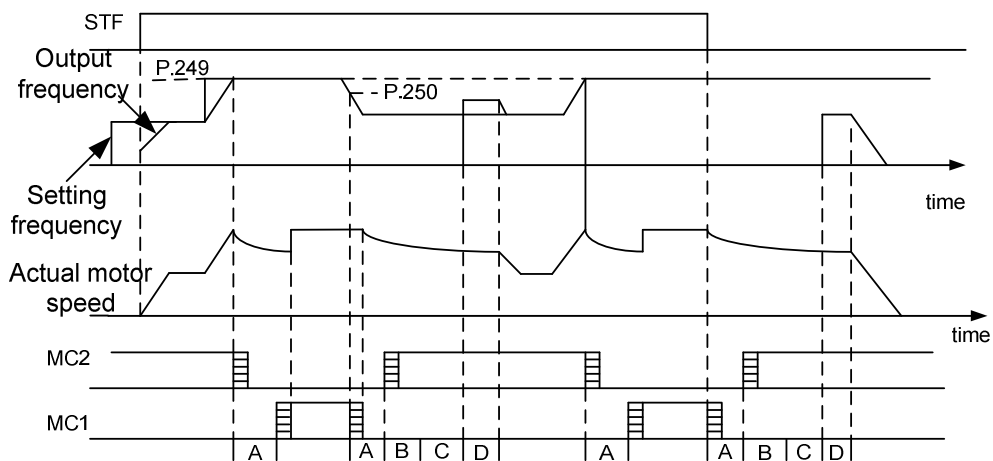 STF
Output
frequency
P.249
P.250
Setting
frequency
time
Actual motor
speed
time
MC2
MC1
A
A
B
C
D
A
A
B
C
D